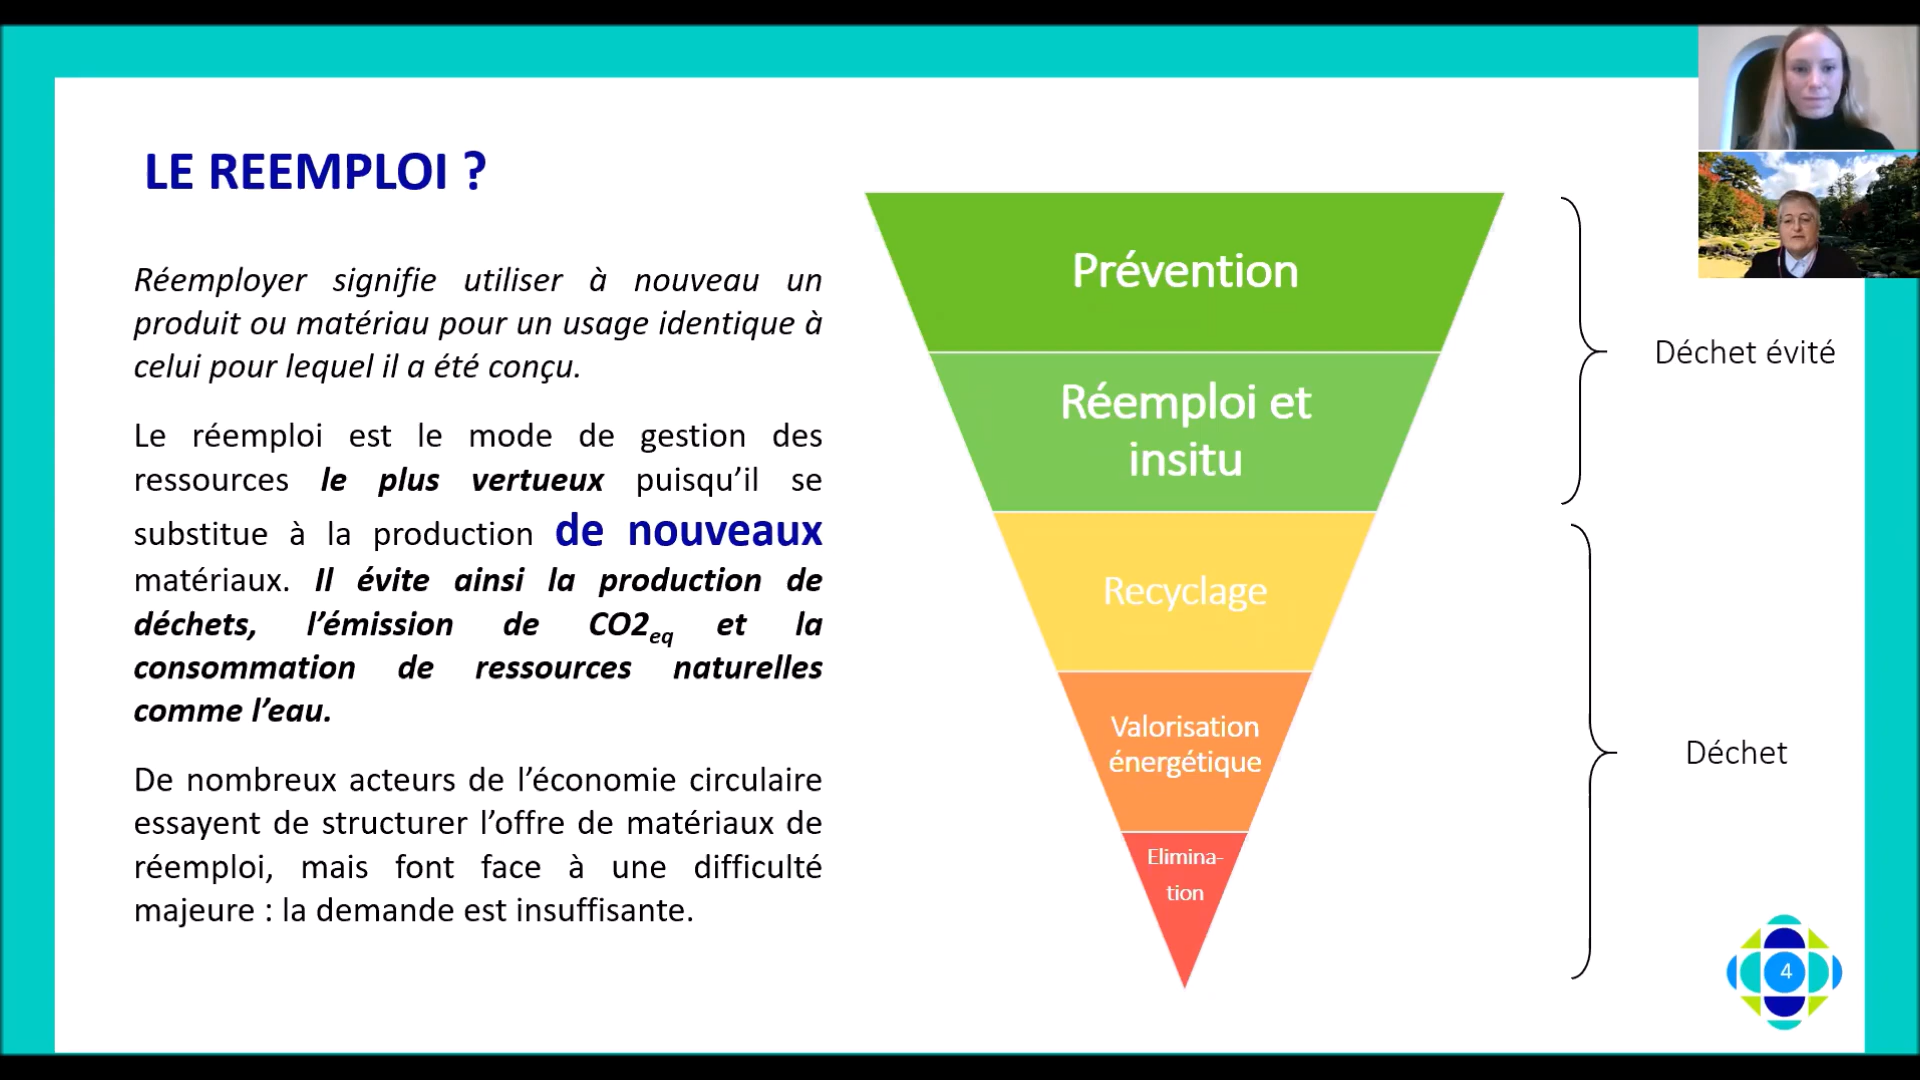 LE REEMPLOI ?
Réemployer signifie utiliser à nouveau un
produit ou matériau pour un usage identique à
celui pour lequel il a été conçu.
Le réemploi est le mode de gestion des
ressources le plus vertueux puisqu’il se
substitue à la production de nouveaux
matériaux. Il évite ainsi la production de
déchets, l’émission de CO2eq et la
consommation de ressources naturelles
comme l’eau.
De nombreux acteurs de l’économie circulaire
essayent de structurer l’offre de matériaux de
réemploi, mais font face à une difficulté
majeure : la demande est insuffisante.
Prévention
Réemploi et
insitu
Recyclage
Valorisation
énergétique
Elimina-
tion
Déchet évité
Déchet
4